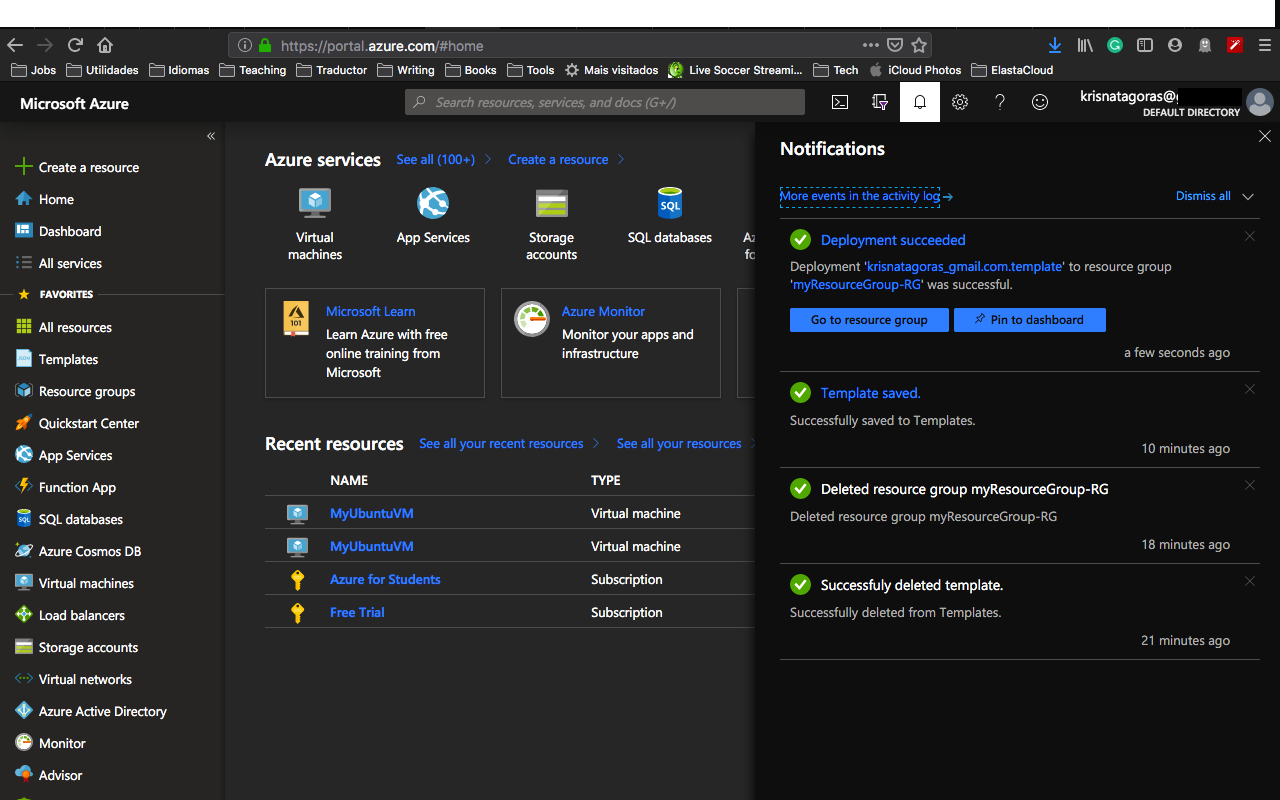 https://portal.azure.com/#home
Jobs Utilidades Idiomas Teaching Traductor Writing Books Tools Mais visitados Live Soccer Streami... Tech iCloud Photos ElastaCloud
Microsoft Azure
Search resources, services, and docs (G+/)
krisnatagoras@
DEFAULT DIRECTORY
«
Create a resource
Home
Dashboard
All services
FAVORITES
All resources
Templates
Resource groups
Quickstart Center
App Services
Function App
SQL databases
Azure Cosmos DB
Virtual machines
Load balancers
Storage accounts
Virtual networks
Azure Active Directory
Monitor
Advisor
Azure services See all (100+) Create a resource
Virtual
machines
App Services
Storage
accounts
SQL
SQL databases
Az
fo
101
Microsoft Learn
Learn Azure with free
online training from
Microsoft
Azure Monitor
Monitor your apps and
infrastructure
Recent resources See all your recent resources See all your resources
NAME TYPE
MyUbuntuVM Virtual machine
MyUbuntuVM Virtual machine
Azure for Students Subscription
Free Trial Subscription
Notifications
More events in the activity log → Dismiss all
Deployment succeeded
Deployment 'krisnatagoras_gmail.com.template' to resource group
'myResourceGroup-RG' was successful.
Go to resource group Pin to dashboard
a few seconds ago
Template saved.
Successfully saved to Templates.
10 minutes ago
Deleted resource group myResourceGroup-RG
Deleted resource group myResourceGroup-RG
18 minutes ago
Successfuly deleted template.
Successfully deleted from Templates.
21 minutes ago